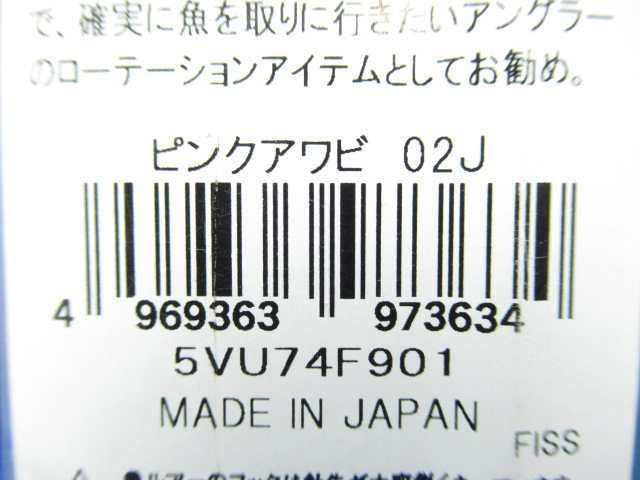 で、確実に魚を取りに行きたいアングラー
のローテーションアイテムとしてお勧め。
ピンクアワビ 02J
4 969363 973634
5VU74F901
MADE IN JAPAN
FISS